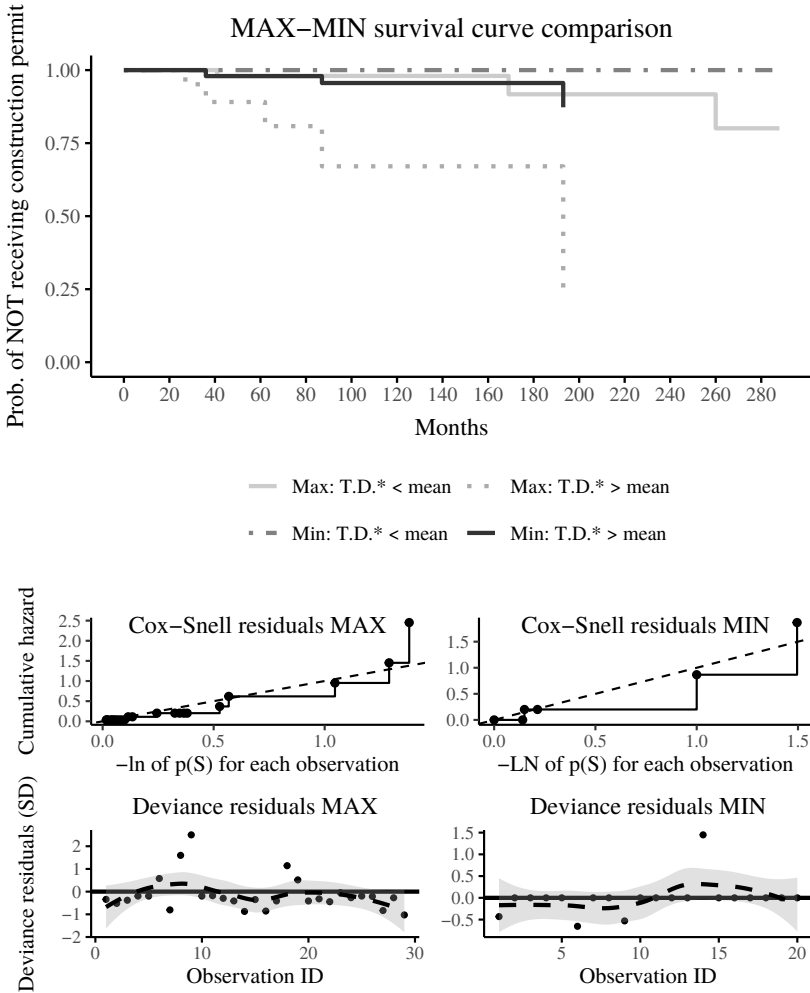 MAX−MIN survival curve comparison
Prob. of NOT receiving construction permit
1.00
0.75
0.50
0.25
0.00
0 20 40 60 80 100 120 140 160 180 200 220 240 260 280
Months
Max: T.D.* < mean Max: T.D.* > mean
Min: T.D.* < mean Min: T.D.* > mean
Cox−Snell residuals MAX
Cumulative hazard
2.5
2.0
1.5
1.0
0.5
0.0
0.0 0.5 1.0
−ln of p(S) for each observation
Cox−Snell residuals MIN
1.5
1.0
0.5
0.0
0.0 0.5 1.0 1.5
−LN of p(S) for each observation
Deviance residuals MAX
Deviance residuals (SD)
2
1
0
−1
−2
0 10 20 30
Observation ID
Deviance residuals MIN
1.5
1.0
0.5
0.0
−0.5
5 10 15 20
Observation ID